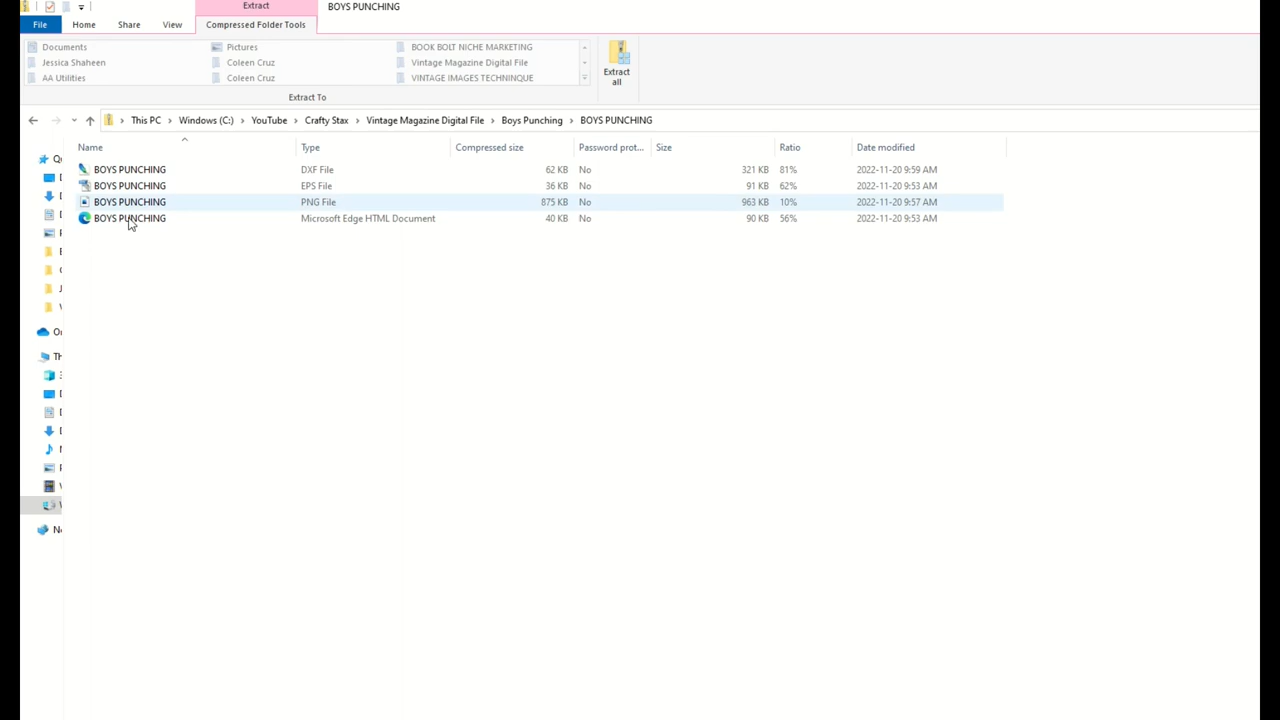 Extract
BOYS PUNCHING
File Home Share View Compressed Folder Tools
Documents Pictures BOOK BOLT NICHE MARKETING
Jessica Shaheen Coleen Cruz Vintage Magazine Digital File
AA Utilities Coleen Cruz VINTAGE IMAGES TECHNINQUE
Extract all
Extract To
This PC > Windows (C:) > YouTube > Crafty Stax > Vintage Magazine Digital File > Boys Punching > BOYS PUNCHING
Name Type Compressed size Password prot... Size Ratio Date modified
BOYS PUNCHING DXF File 62 KB No 321 KB 81% 2022-11-20 9:59 AM
BOYS PUNCHING EPS File 36 KB No 91 KB 62% 2022-11-20 9:53 AM
BOYS PUNCHING PNG File 875 KB No 963 KB 10% 2022-11-20 9:57 AM
BOYS PUNCHING Microsoft Edge HTML Document 40 KB No 90 KB 56% 2022-11-20 9:53 AM